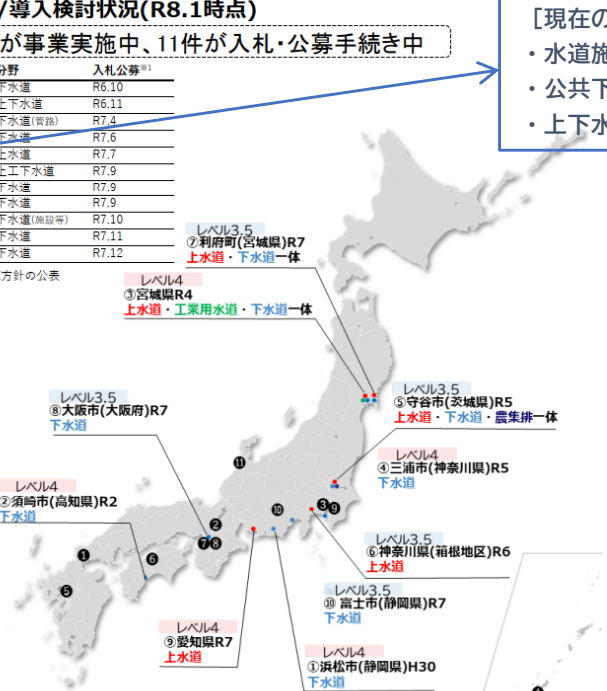 /導入検討状況(R8.1時点)
が事業実施中、11件が入札・公募手続き中
[現在の
・水道施
・公共下
・上下水
分野 入札公募※1
下水道 R6.10
上下水道 R6.11
下水道(管路) R7.4
下水道 R7.6
上水道 R7.7
上工下水道 R7.9
下水道 R7.9
下水道 R7.9
下水道(施設等) R7.10
下水道 R7.11
下水道 R7.12
方針の公表
レベル3.5
⑦利府町(宮城県)R7
上水道・下水道一体
レベル4
③宮城県R4
上水道・工業用水道・下水道一体
レベル3.5
⑧大阪市(大阪府)R7
下水道
レベル3.5
⑤守谷市(茨城県)R5
上水道・下水道・農集排一体
レベル4
④三浦市(神奈川県)R5
下水道
レベル4
②須崎市(高知県)R2
下水道
レベル3.5
⑥神奈川県(箱根地区)R6
上水道
レベル3.5
⑩ 富士市(静岡県)R7
下水道
レベル4
⑨愛知県R7
上水道
レベル4
①浜松市(静岡県)H30
下水道
⓫
❷
❼❽
❿
❸❾
❶
❻
❺